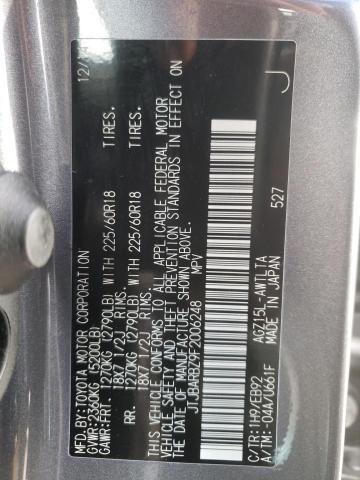 MFD.BY:TOYOTA MOTOR CORPORATION 12/
GVWR:2360KG (5200LB)
GAWR:FRT. 1270KG (2790LB) WITH 225/60R18 TIRES.
18X7 1/2J RIMS.
RR. 1270KG (2790LB) WITH 225/60R18 TIRES.
18X7 1/2J RIMS.
THIS VEHICLE CONFORMS TO ALL APPLICABLE FEDERAL MOTOR
VEHICLE SAFETY AND THEFT PREVENTION STANDARDS IN EFFECT ON
THE DATE OF MANUFACTURE SHOWN ABOVE.
JTJBARBZ9F2006248 MPV
J
AGZ15L-AWTLTA
C/TR:1H9/EB92 MADE IN JAPAN
A/TM:-04A/U661F 527